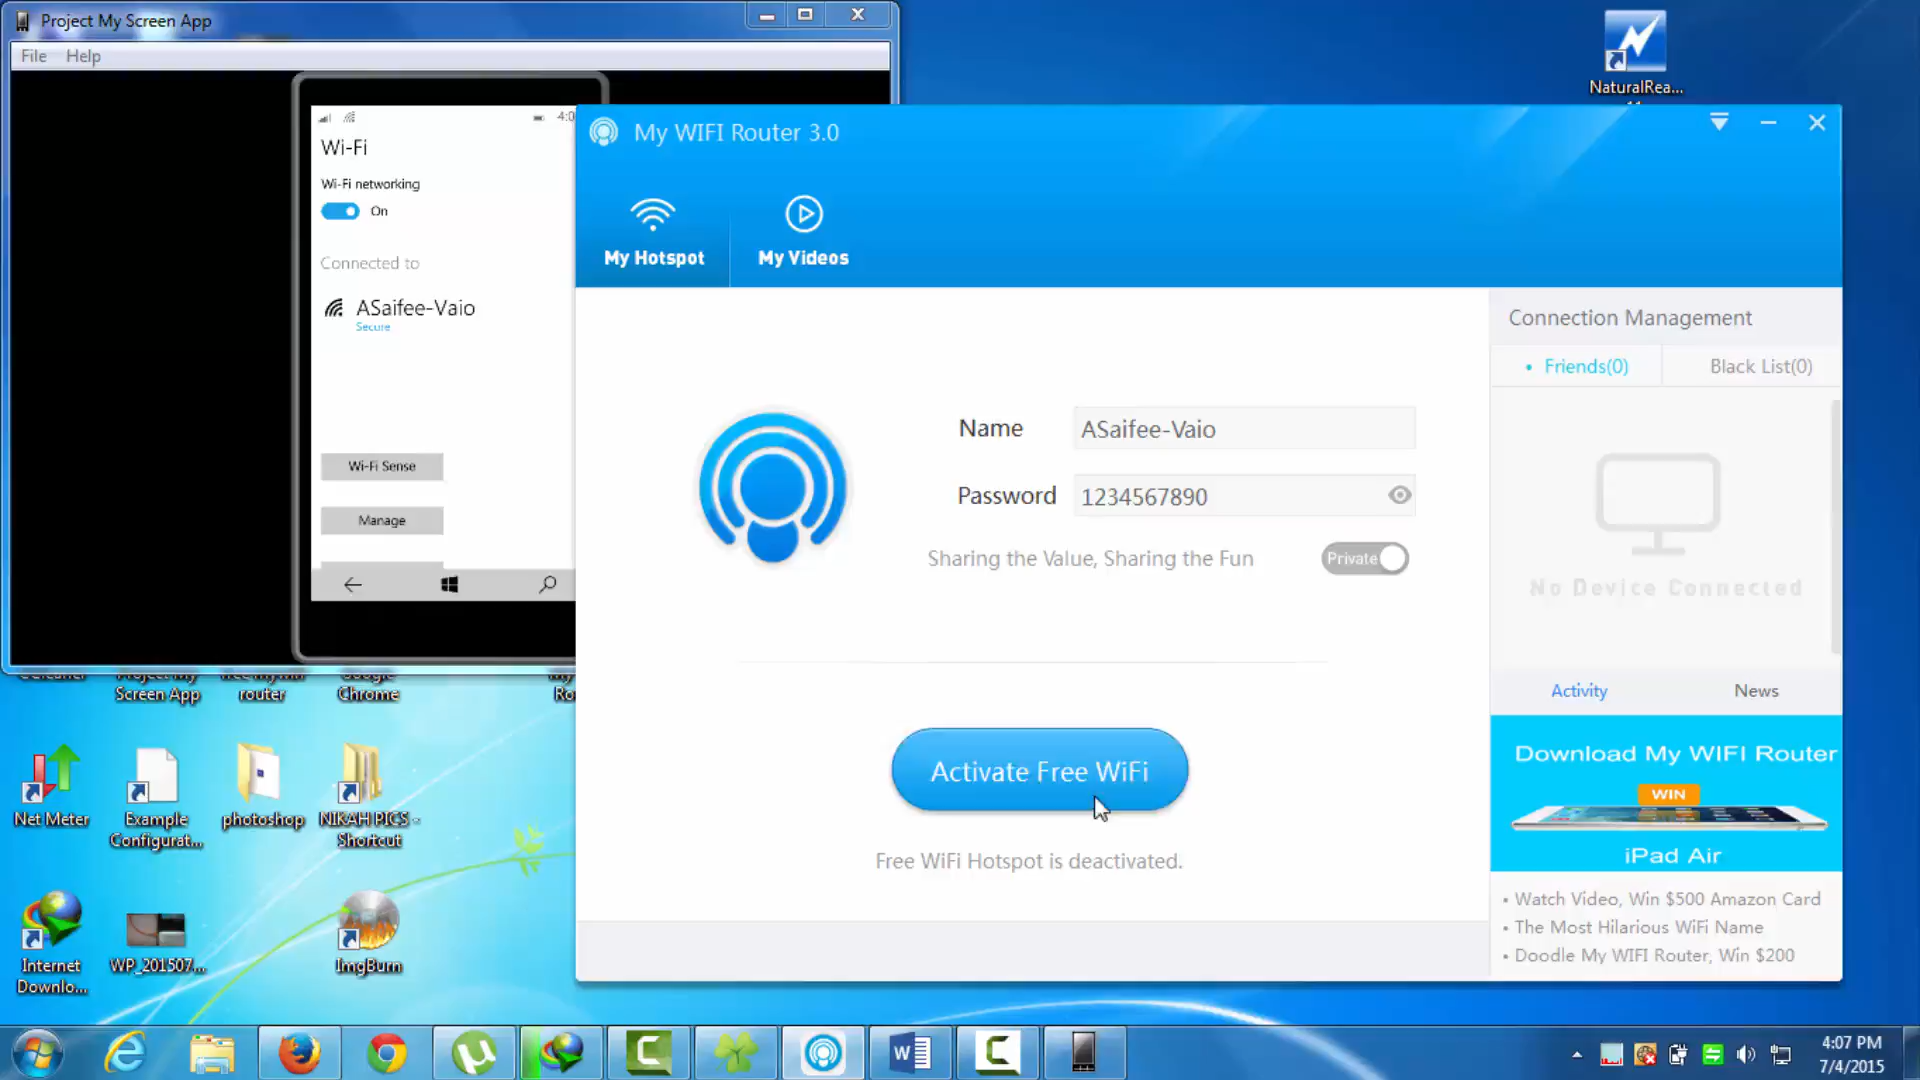 Project My Screen App
File Help
4:0
Wi-Fi
Wi-Fi networking
On
Connected to
ASaifee-Vaio
Secure
Wi-Fi Sense
Manage
NaturalRea...
My WIFI Router 3.0
My Hotspot
My Videos
Name
ASaifee-Vaio
Password
1234567890
Sharing the Value, Sharing the Fun
Private
Activate Free WiFi
Free WiFi Hotspot is deactivated.
Connection Management
• Friends(0)
Black List(0)
No Device Connected
Activity
News
Download My WIFI Router
WIN
iPad Air
• Watch Video, Win $500 Amazon Card
• The Most Hilarious WiFi Name
• Doodle My WIFI Router, Win $200
Screen App
router
Chrome
Ro
Net Meter
Example
Configurat...
photoshop
NIKAH PICS -
Shortcut
Internet
Downlo...
WP_201507...
ImgBurn
4:07 PM
7/4/2015